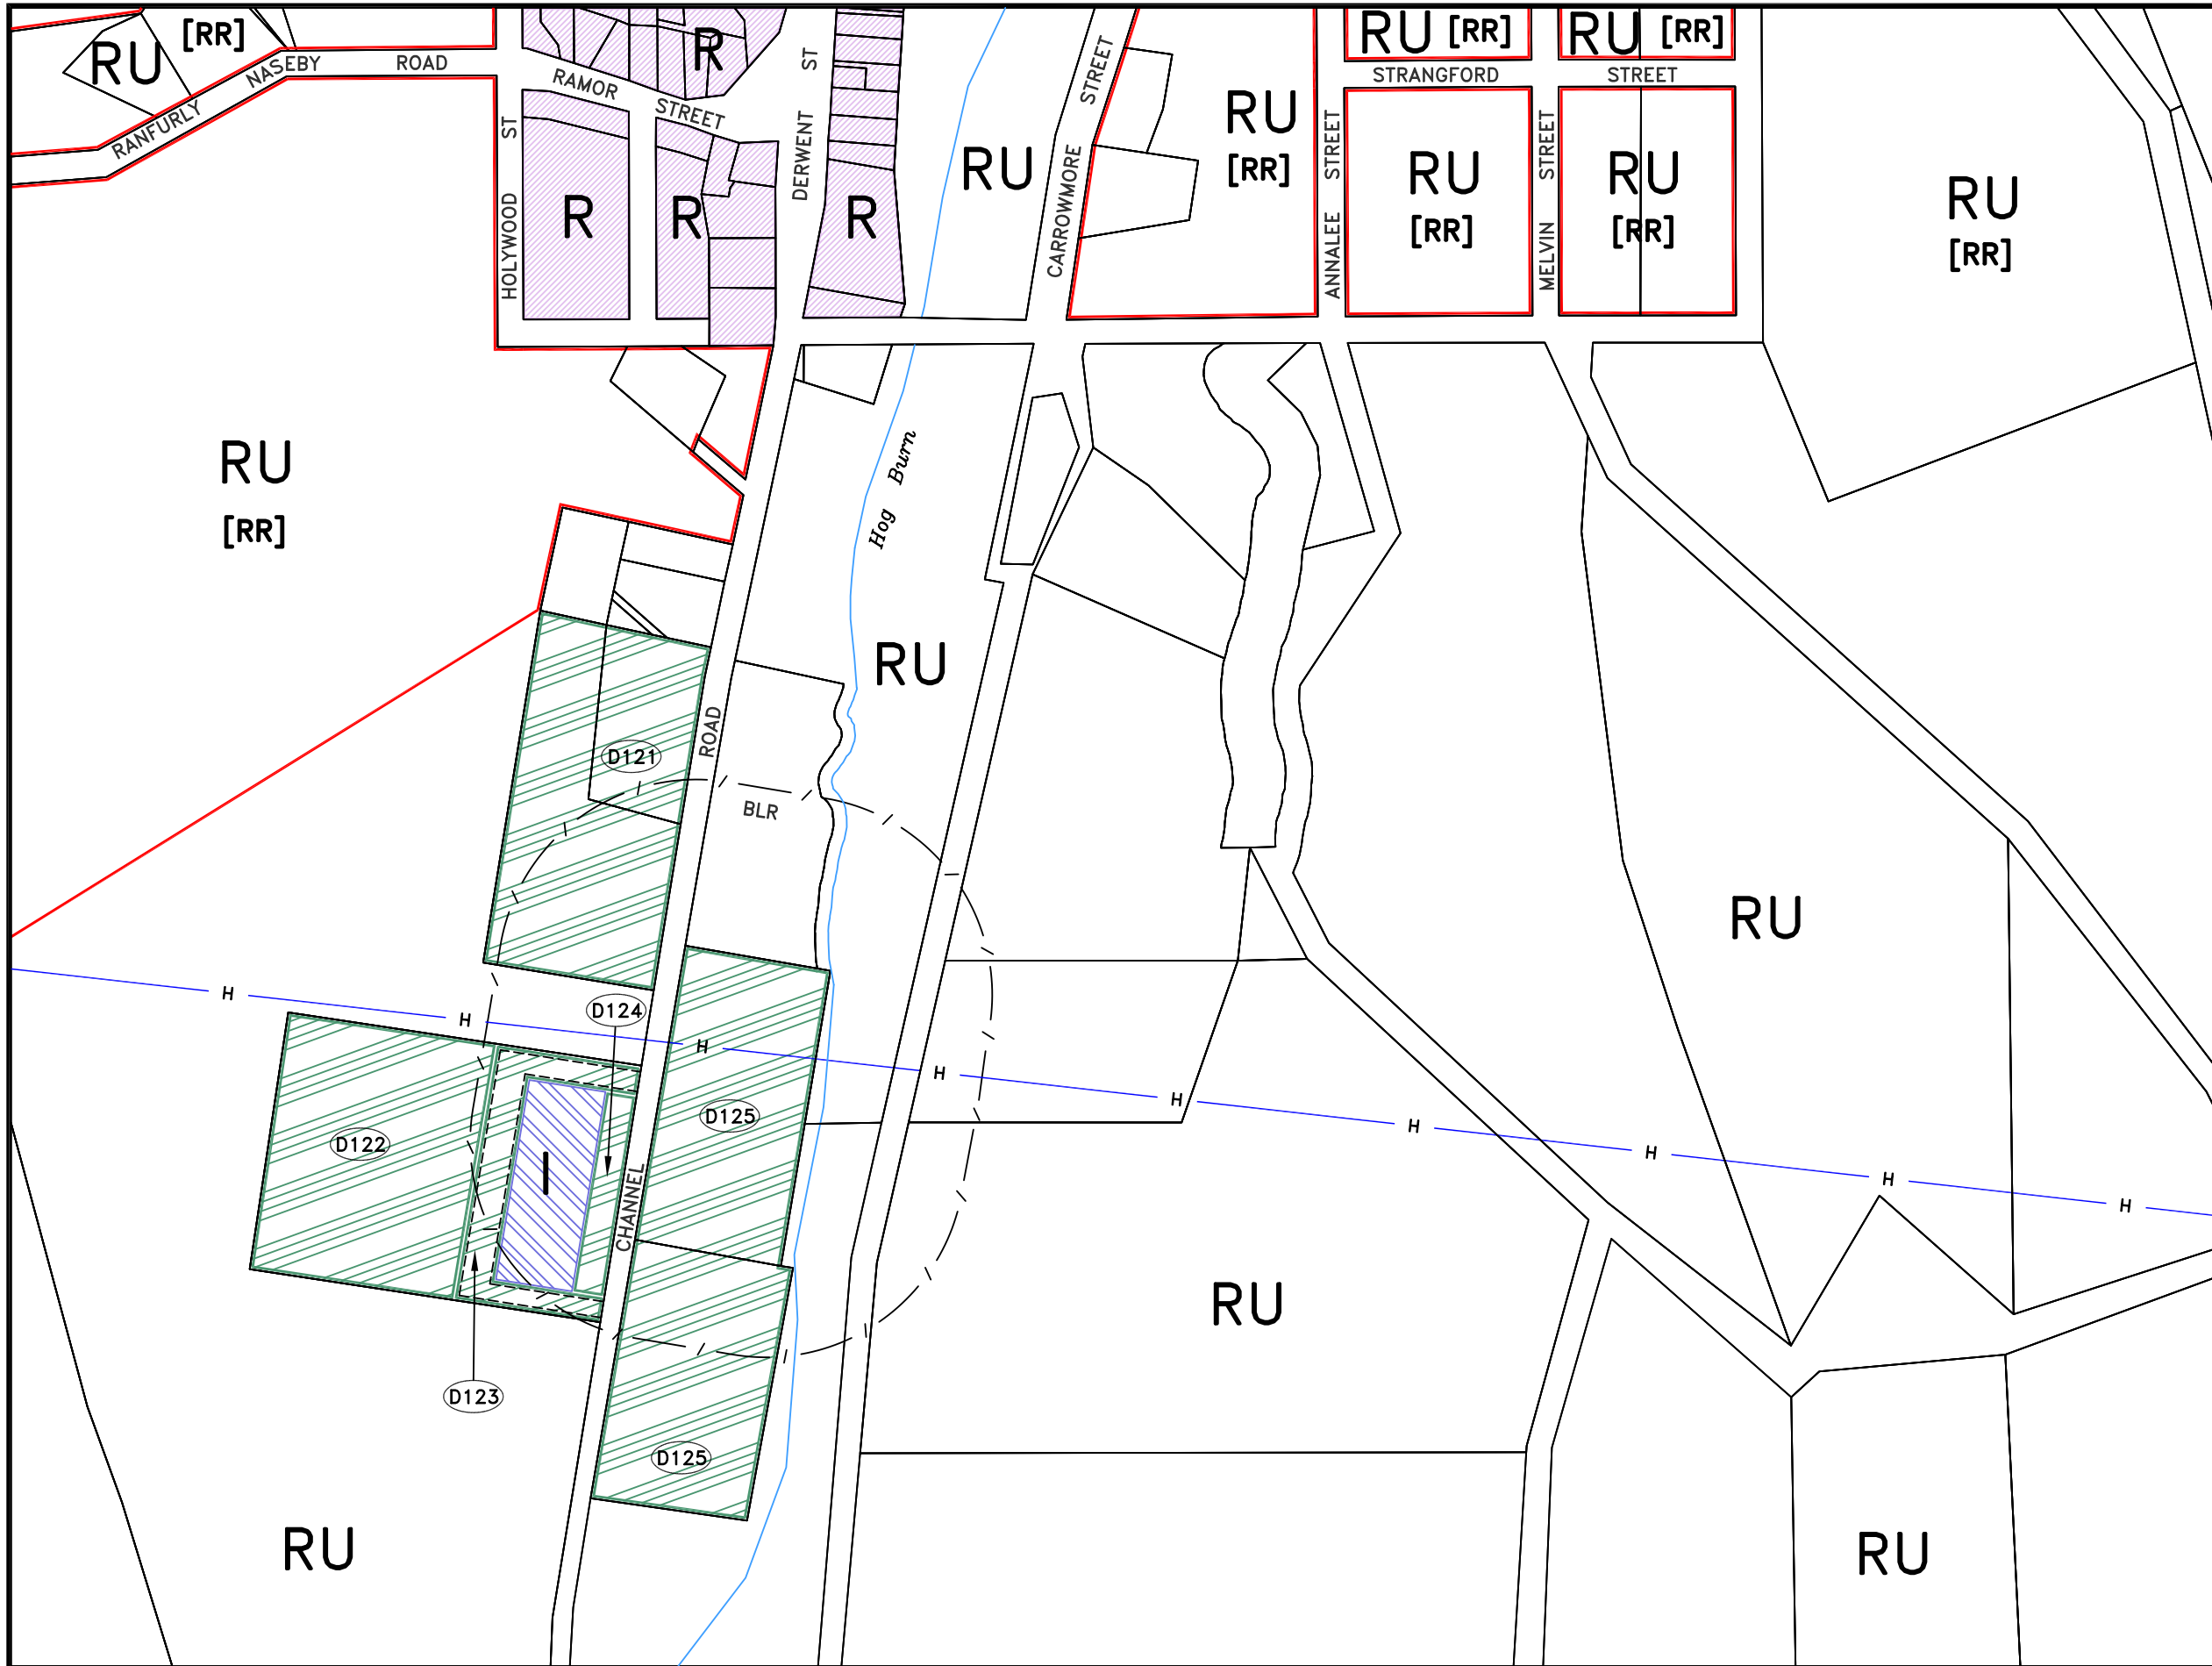 RU
[RR]
RU [RR]
RU [RR]
R
ST
RANFURLY NASEBY ROAD
RAMOR STREET
STRANGFORD STREET
HOLYWOOD ST
DERWENT
CARROWMORE STREET
ANNALEE STREET
MELVIN STREET
RU
RU
[RR]
RU
[RR]
RU
[RR]
RU
[RR]
R
R
R
RU
[RR]
Hog Burn
RU
ROAD
D121
BLR
RU
H
H
H
H
H
H
H
H
H
D124
D125
D122
I
CHANNEL
RU
D123
D125
RU
RU